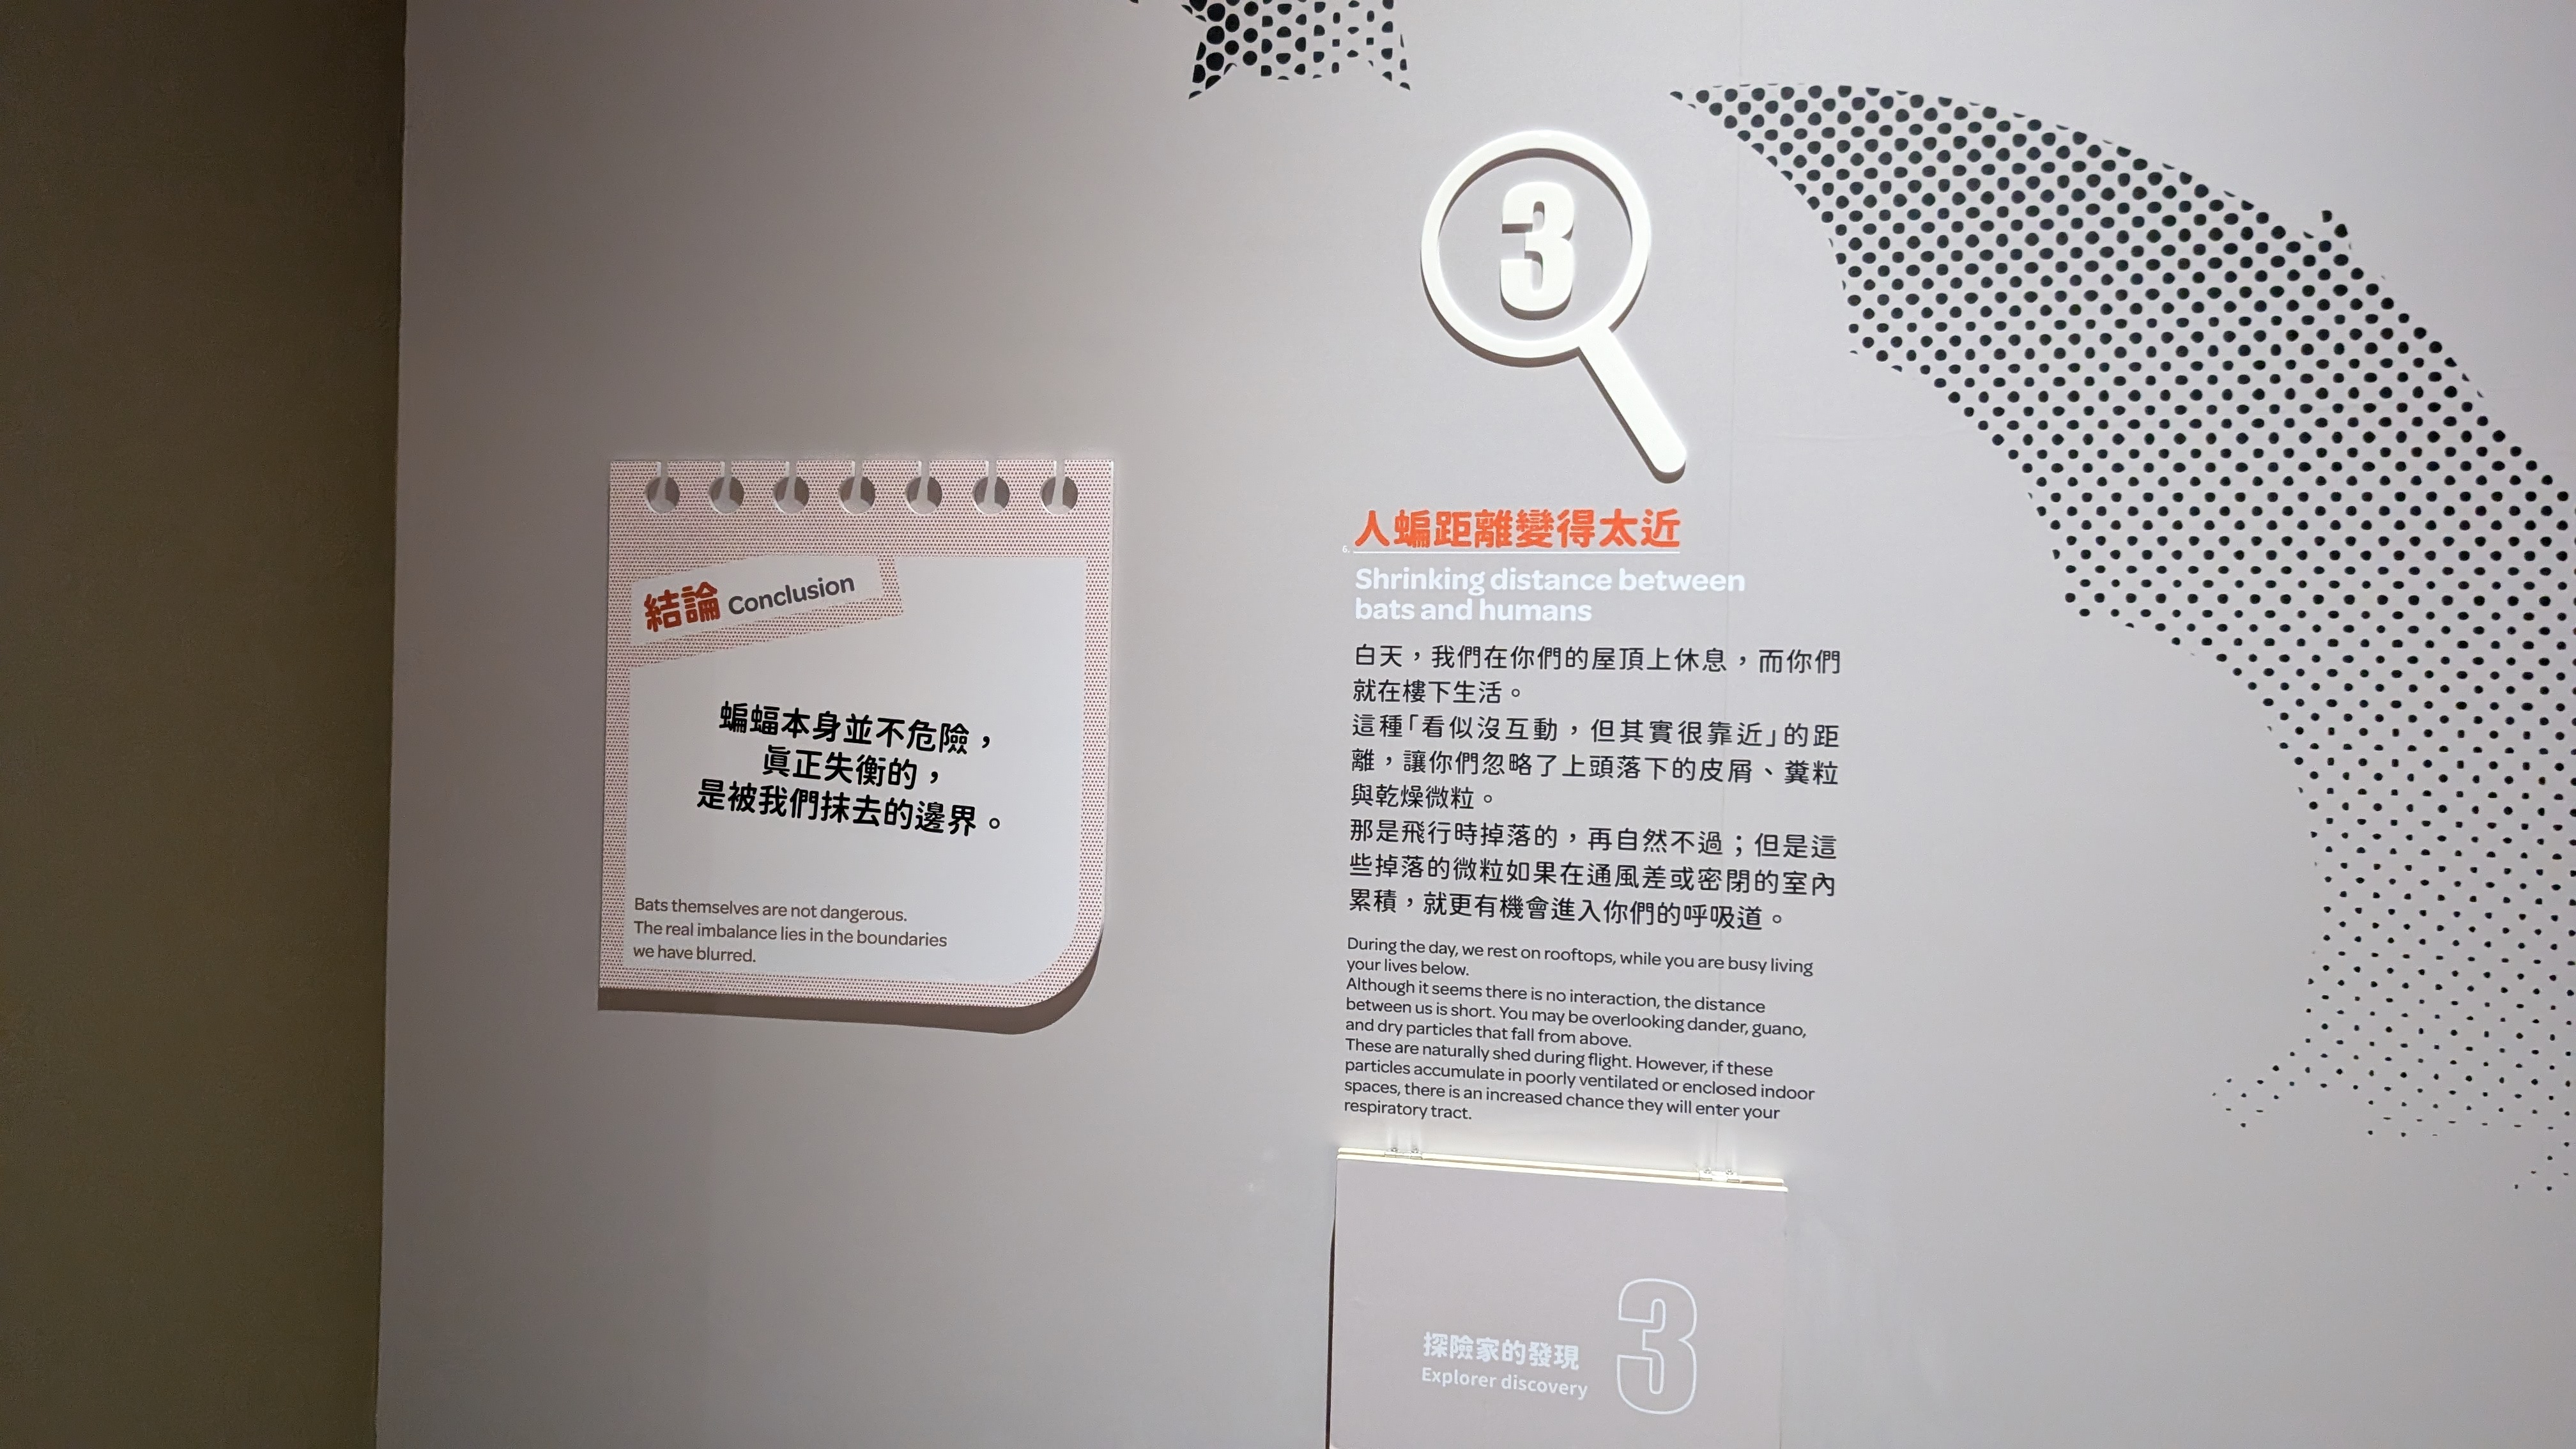 結論 Conclusion
蝙蝠本身並不危險，
真正失衡的，
是被我們抹去的邊界。
Bats themselves are not dangerous.
The real imbalance lies in the boundaries
we have blurred.
3
6.
人蝙距離變得太近
Shrinking distance between
bats and humans
白天，我們在你們的屋頂上休息，而你們
就在樓下生活。
這種「看似沒互動，但其實很靠近」的距
離，讓你們忽略了上頭落下的皮屑、糞粒
與乾燥微粒。
那是飛行時掉落的，再自然不過；但是這
些掉落的微粒如果在通風差或密閉的室內
累積，就更有機會進入你們的呼吸道。
During the day, we rest on rooftops, while you are busy living
your lives below.
Although it seems there is no interaction, the distance
between us is short. You may be overlooking dander, guano,
and dry particles that fall from above.
These are naturally shed during flight. However, if these
particles accumulate in poorly ventilated or enclosed indoor
spaces, there is an increased chance they will enter your
respiratory tract.
探險家的發現
Explorer discovery
3